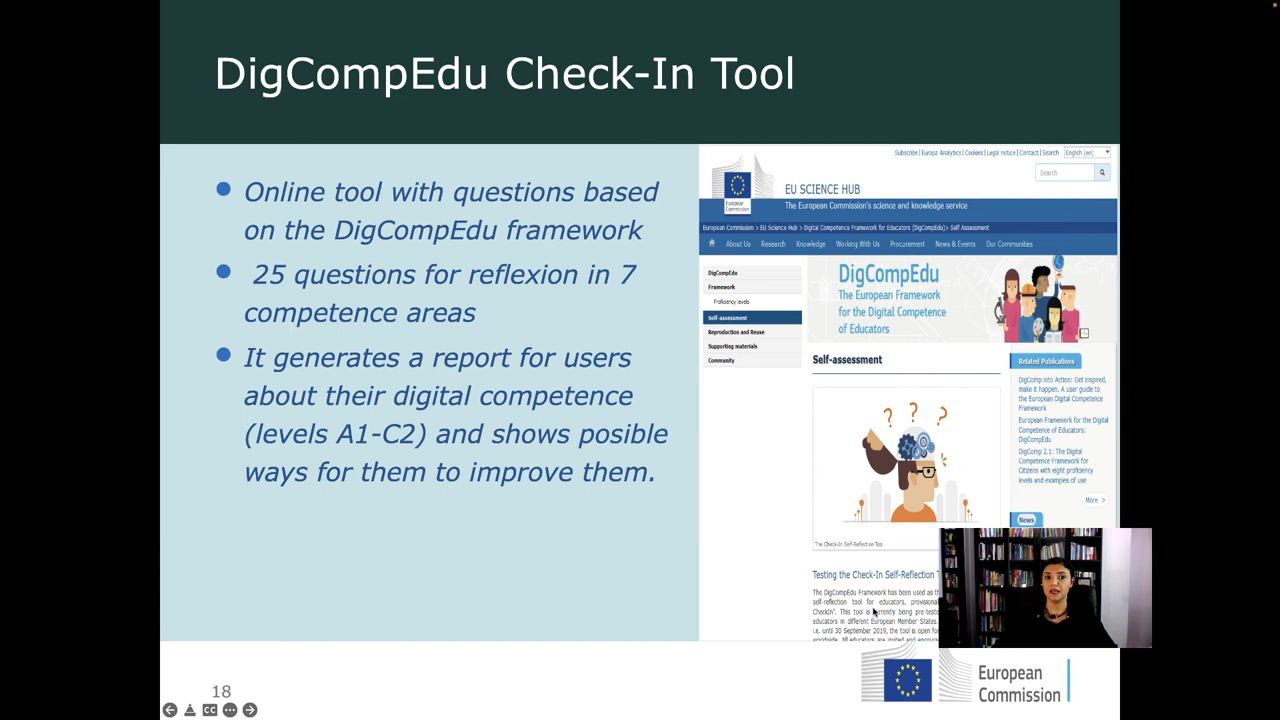 DigCompEdu Check-In Tool
Online tool with questions based
on the DigCompEdu framework
25 questions for reflexion in 7
competence areas
It generates a report for users
about their digital competence
(levels A1-C2) and shows posible
ways for them to improve them.
Subscribe | Europa Analytics | Cookies | Legal notice | Contact | Search
English (en)
Search
European
Commission
EU SCIENCE HUB
The European Commission's science and knowledge service
European Commission > EU Science Hub > Digital Competence Framework for Educators (DigCompEdu)> Self Assessment
About Us Research Knowledge Working With Us Procurement News & Events Our Communities
DigCompEdu
Framework
Proficiency levels
Self-assessment
Reproduction and Reuse
Supporting materials
Community
DigCompEdu
The European Framework
for the Digital Competence
of Educators
Self-assessment
? ? ?
The Check-In Self-Reflection Tool
Related Publications
DigComp into Action: Get inspired,
make it happen. A user guide to
the European Digital Competence
Framework
European Framework for the Digital
Competence of Educators:
DigCompEdu
DigComp 2.1: The Digital
Competence Framework for
Citizens with eight proficiency
levels and examples of use
More >
News
Testing the Check-In Self-Reflection T
The DigCompEdu Framework has been used as th
self-reflection tool for educators, provisional
CheckIn". This tool is currently being pre-teste
educators in different European Member States.
i.e. until 30 September 2019, the tool is open for
European
Commission
18
CC